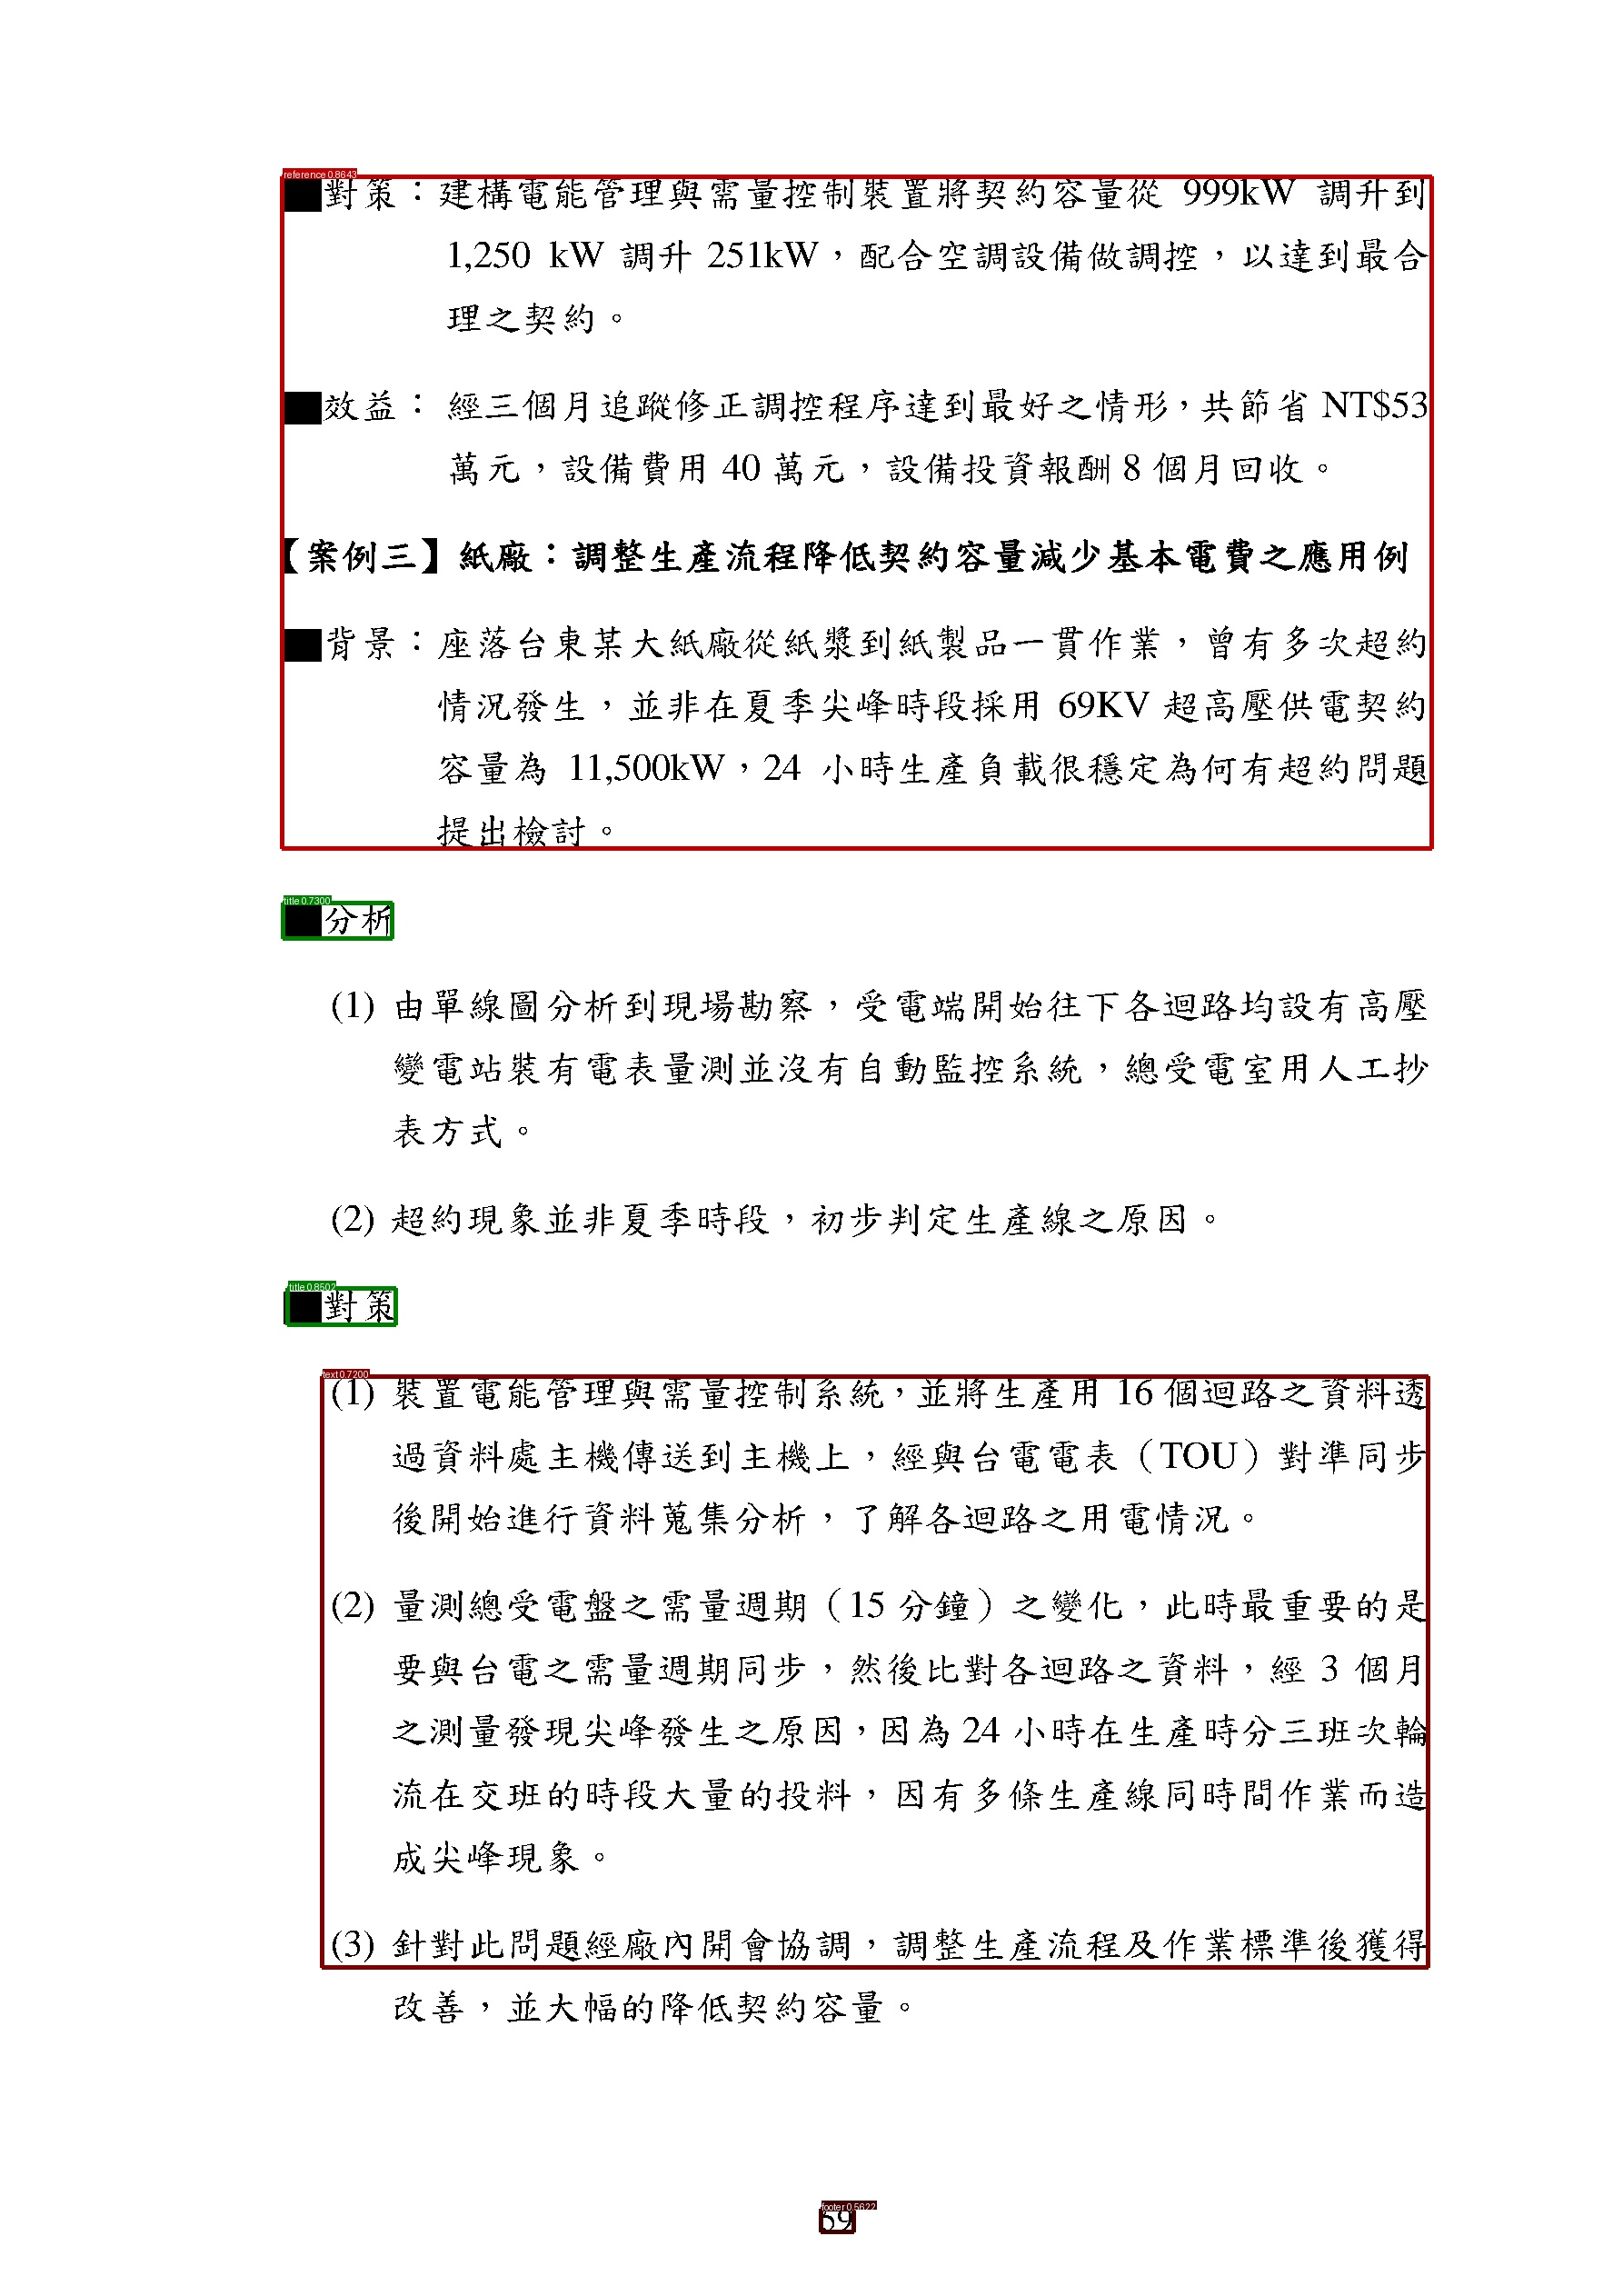 reference 0.8643
■對策：建構電能管理與需量控制裝置將契約容量從 999kW 調升到
1,250 kW 調升 251kW，配合空調設備做調控，以達到最合
理之契約。
■效益： 經三個月追蹤修正調控程序達到最好之情形，共節省 NT$53
萬元，設備費用 40 萬元，設備投資報酬 8 個月回收。
【案例三】紙廠：調整生產流程降低契約容量減少基本電費之應用例
■背景：座落台東某大紙廠從紙漿到紙製品一貫作業，曾有多次超約
情況發生，並非在夏季尖峰時段採用 69KV 超高壓供電契約
容量為 11,500kW，24 小時生產負載很穩定為何有超約問題
提出檢討。
title 0.7300
■分析
(1) 由單線圖分析到現場勘察，受電端開始往下各迴路均設有高壓
變電站裝有電表量測並沒有自動監控系統，總受電室用人工抄
表方式。
(2) 超約現象並非夏季時段，初步判定生產線之原因。
title 0.8502
■對策
text 0.7200
(1) 裝置電能管理與需量控制系統，並將生產用 16 個迴路之資料透
過資料處主機傳送到主機上，經與台電電表（TOU）對準同步
後開始進行資料蒐集分析，了解各迴路之用電情況。
(2) 量測總受電盤之需量週期（15 分鐘）之變化，此時最重要的是
要與台電之需量週期同步，然後比對各迴路之資料，經 3 個月
之測量發現尖峰發生之原因，因為 24 小時在生產時分三班次輪
流在交班的時段大量的投料，因有多條生產線同時間作業而造
成尖峰現象。
(3) 針對此問題經廠內開會協調，調整生產流程及作業標準後獲得
改善，並大幅的降低契約容量。
footer 0.5622
59